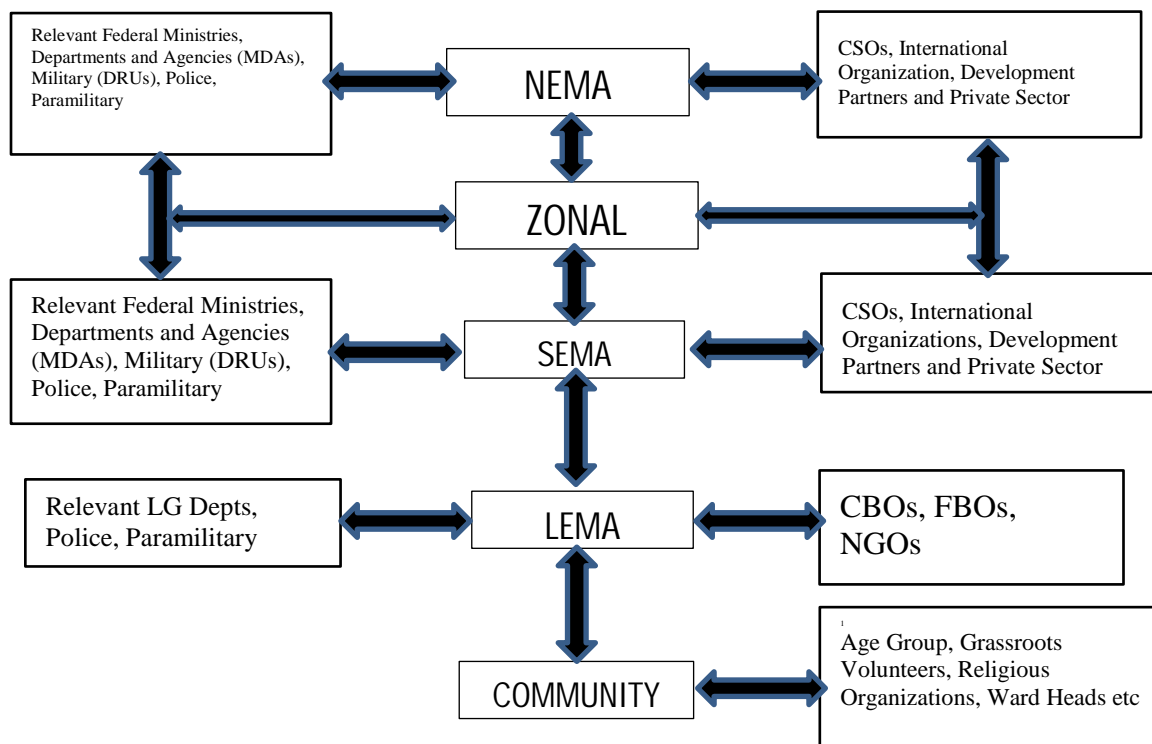 Relevant Federal Ministries,
Departments and Agencies (MDAs),
Military (DRUs), Police,
Paramilitary
NEMA
CSOs, International
Organization, Development
Partners and Private Sector
ZONAL
Relevant Federal Ministries,
Departments and Agencies
(MDAs), Military (DRUs),
Police, Paramilitary
SEMA
CSOs, International
Organizations, Development
Partners and Private Sector
Relevant LG Depts,
Police, Paramilitary
LEMA
CBOs, FBOs,
NGOs
COMMUNITY
1
Age Group, Grassroots
Volunteers, Religious
Organizations, Ward Heads etc